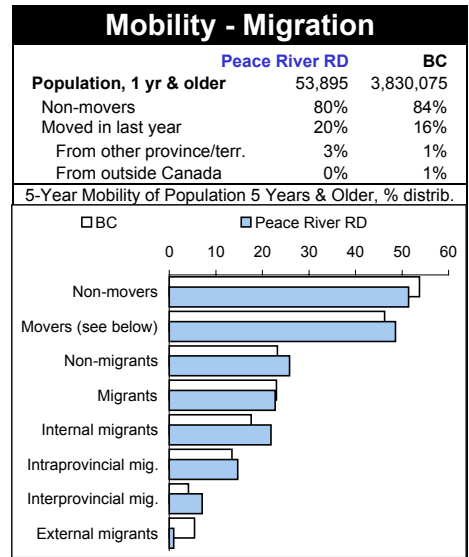 Mobility - Migration
Peace River RD BC
Population, 1 yr & older 53,895 3,830,075
Non-movers 80% 84%
Moved in last year 20% 16%
From other province/terr. 3% 1%
From outside Canada 0% 1%
5-Year Mobility of Population 5 Years & Older, % distrib.
BC Peace River RD
0 10 20 30 40 50 60
Non-movers
Movers (see below)
Non-migrants
Migrants
Internal migrants
Intraprovincial mig.
Interprovincial mig.
External migrants